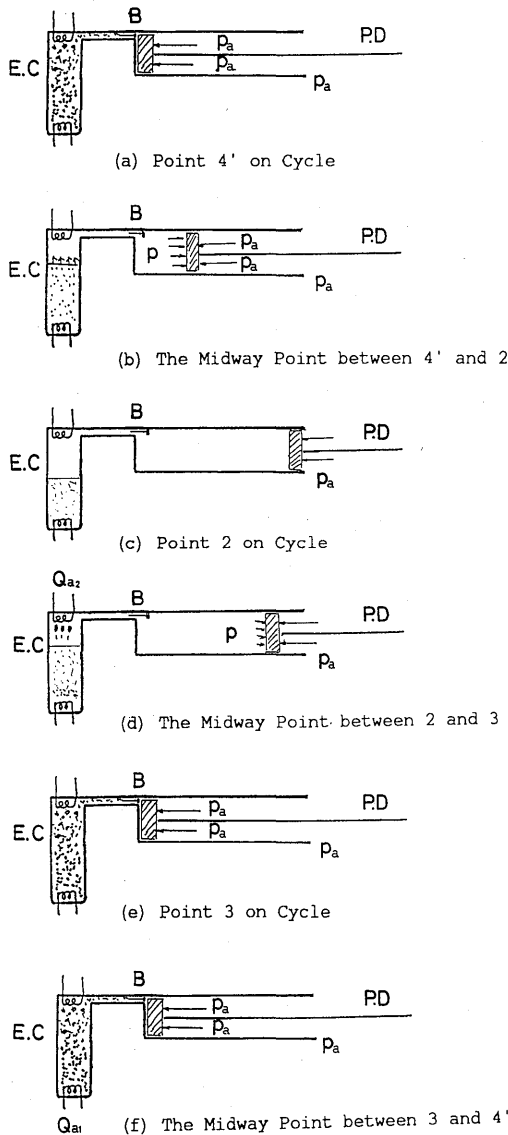 B
pa
P.D
E.C
pa
pa
(a) Point 4' on Cycle
B
pa
P.D
E.C
p
pa
pa
(b) The Midway Point between 4' and 2
B
P.D
E.C
pa
(c) Point 2 on Cycle
Qa2
B
P.D
E.C
p
pa
(d) The Midway Point between 2 and 3
B
pa
P.D
E.C
pa
pa
(e) Point 3 on Cycle
B
pa
P.D
E.C
pa
pa
Qa1
(f) The Midway Point between 3 and 4'